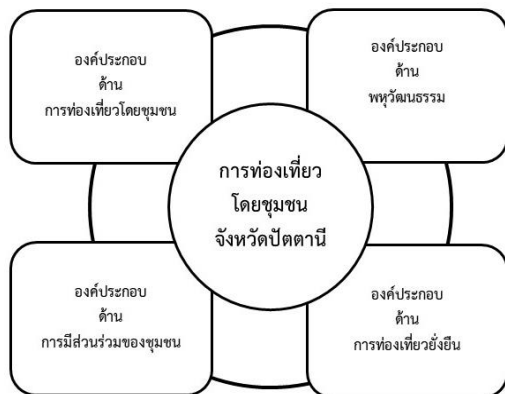 องค์ประกอบ
ด้าน
การท่องเที่ยวโดยชุมชน
องค์ประกอบ
ด้าน
พหุวัฒนธรรม
การท่องเที่ยว
โดยชุมชน
จังหวัดปัตตานี
องค์ประกอบ
ด้าน
การมีส่วนร่วมของชุมชน
องค์ประกอบ
ด้าน
การท่องเที่ยวยั่งยืน